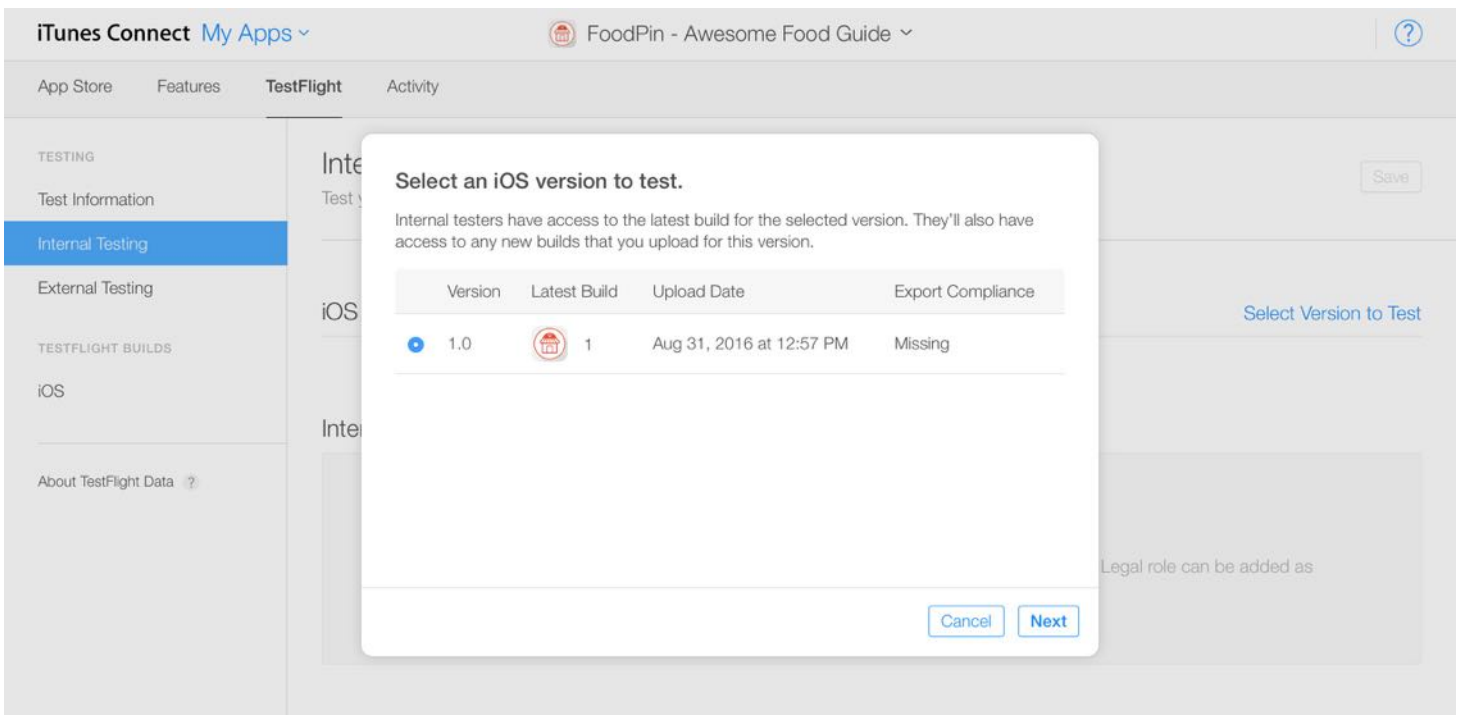 iTunes Connect My Apps
FoodPin - Awesome Food Guide
?
App Store Features TestFlight Activity
TESTING
Test Information
Internal Testing
External Testing
TESTFLIGHT BUILDS
iOS
About TestFlight Data ?
Inte
Test
Save
iOS
Select Version to Test
Inte
Legal role can be added as
Select an iOS version to test.
Internal testers have access to the latest build for the selected version. They'll also have
access to any new builds that you upload for this version.
Version Latest Build Upload Date Export Compliance
1.0 1 Aug 31, 2016 at 12:57 PM Missing
Cancel Next